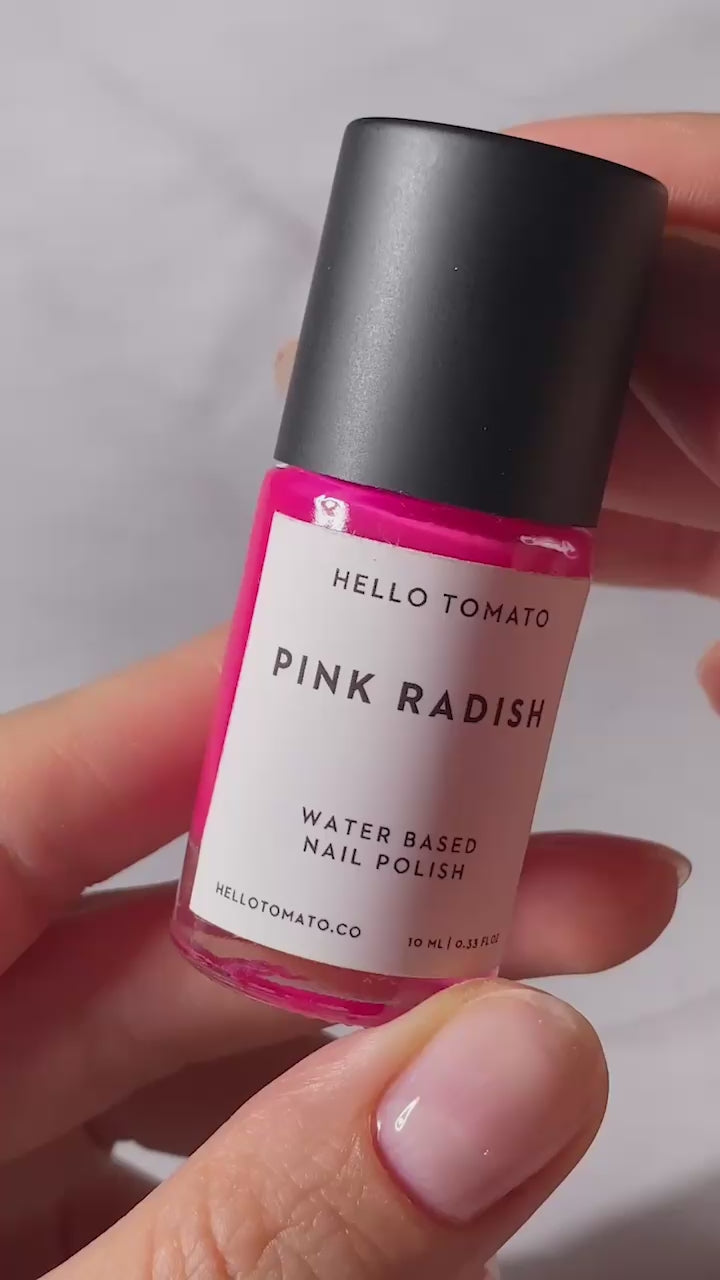 HELLO TOMATO
PINK RADISH
WATER BASED
NAIL POLISH
HELLOTOMATO.CO
10 ML | 0.33 FL OZ